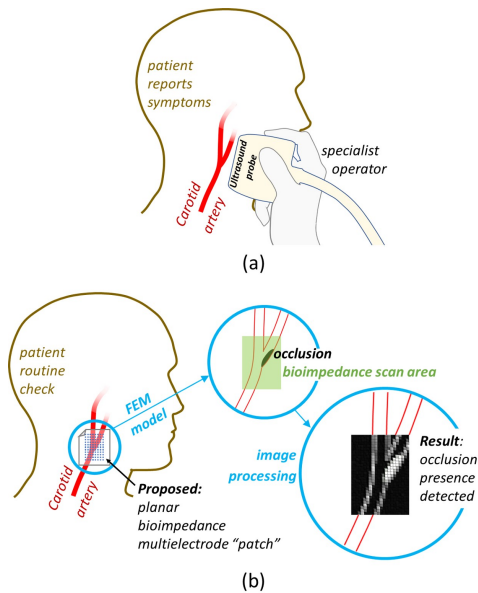 patient
reports
symptoms
Ultrasound
probe
specialist
operator
Carotid
artery
(a)
patient
routine
check
FEM
model
occlusion
bioimpedance scan area
image
processing
Result:
occlusion
presence
detected
Carotid
artery
Proposed:
planar
bioimpedance
multielectrode “patch”
(b)